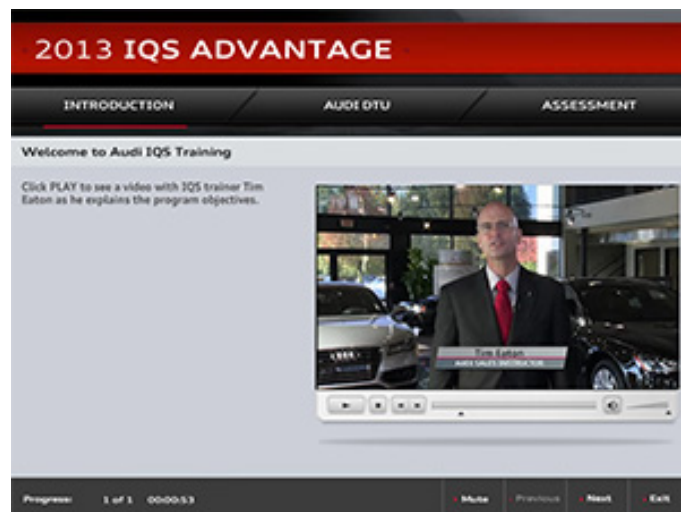 2013 IQS ADVANTAGE
INTRODUCTION
AUDI DTU
ASSESSMENT
Welcome to Audi IQS Training
Click PLAY to see a video with IQS trainer Tim
Eaton as he explains the program objectives.
Tim Eaton
Progress: 1 of 1 00:00:53
Mute
Previous
Next
Exit